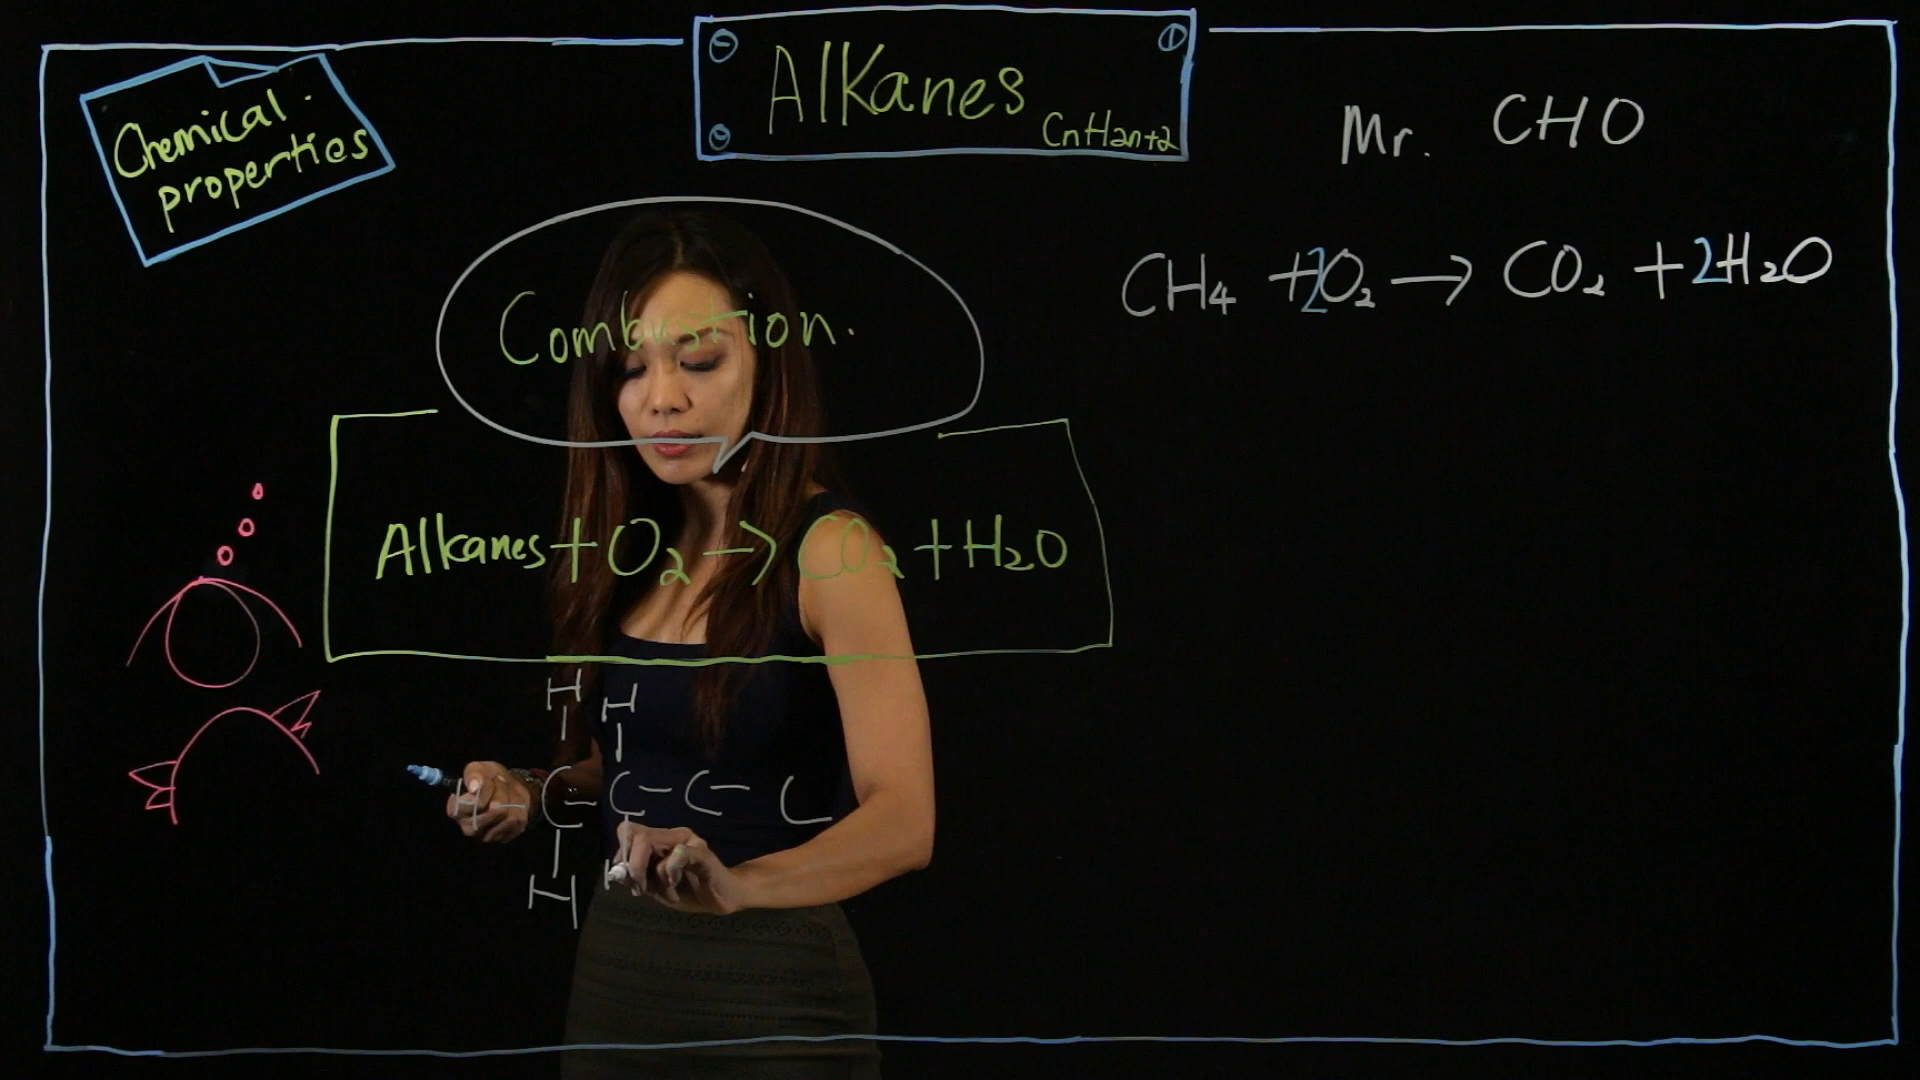 Alkanes
CnH2n+2
Chemical
properties
Mr. CHO
CH₄ + 2O₂ → CO₂ + 2H₂O
Combustion.
Alkanes + O₂ → CO₂ + H₂O
H H
H - C - C - C - C
H